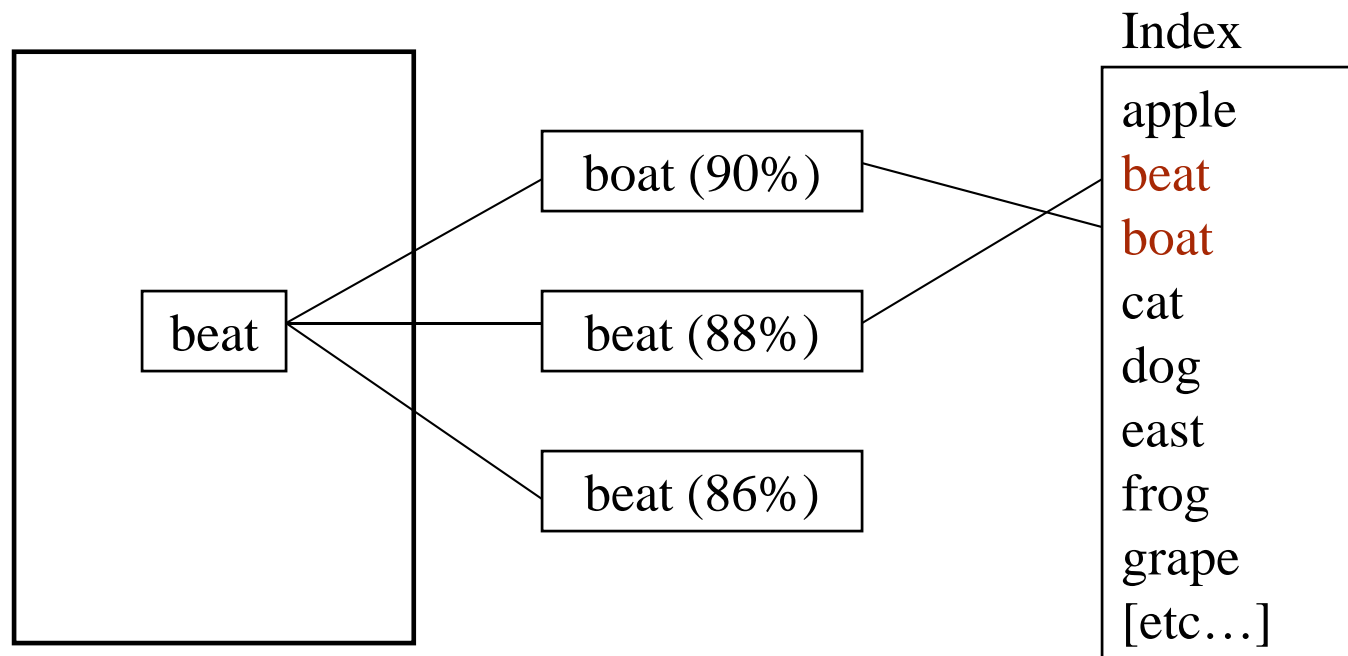 beat
boat (90%)
beat (88%)
beat (86%)
Index
apple
beat
boat
cat
dog
east
frog
grape
[etc…]